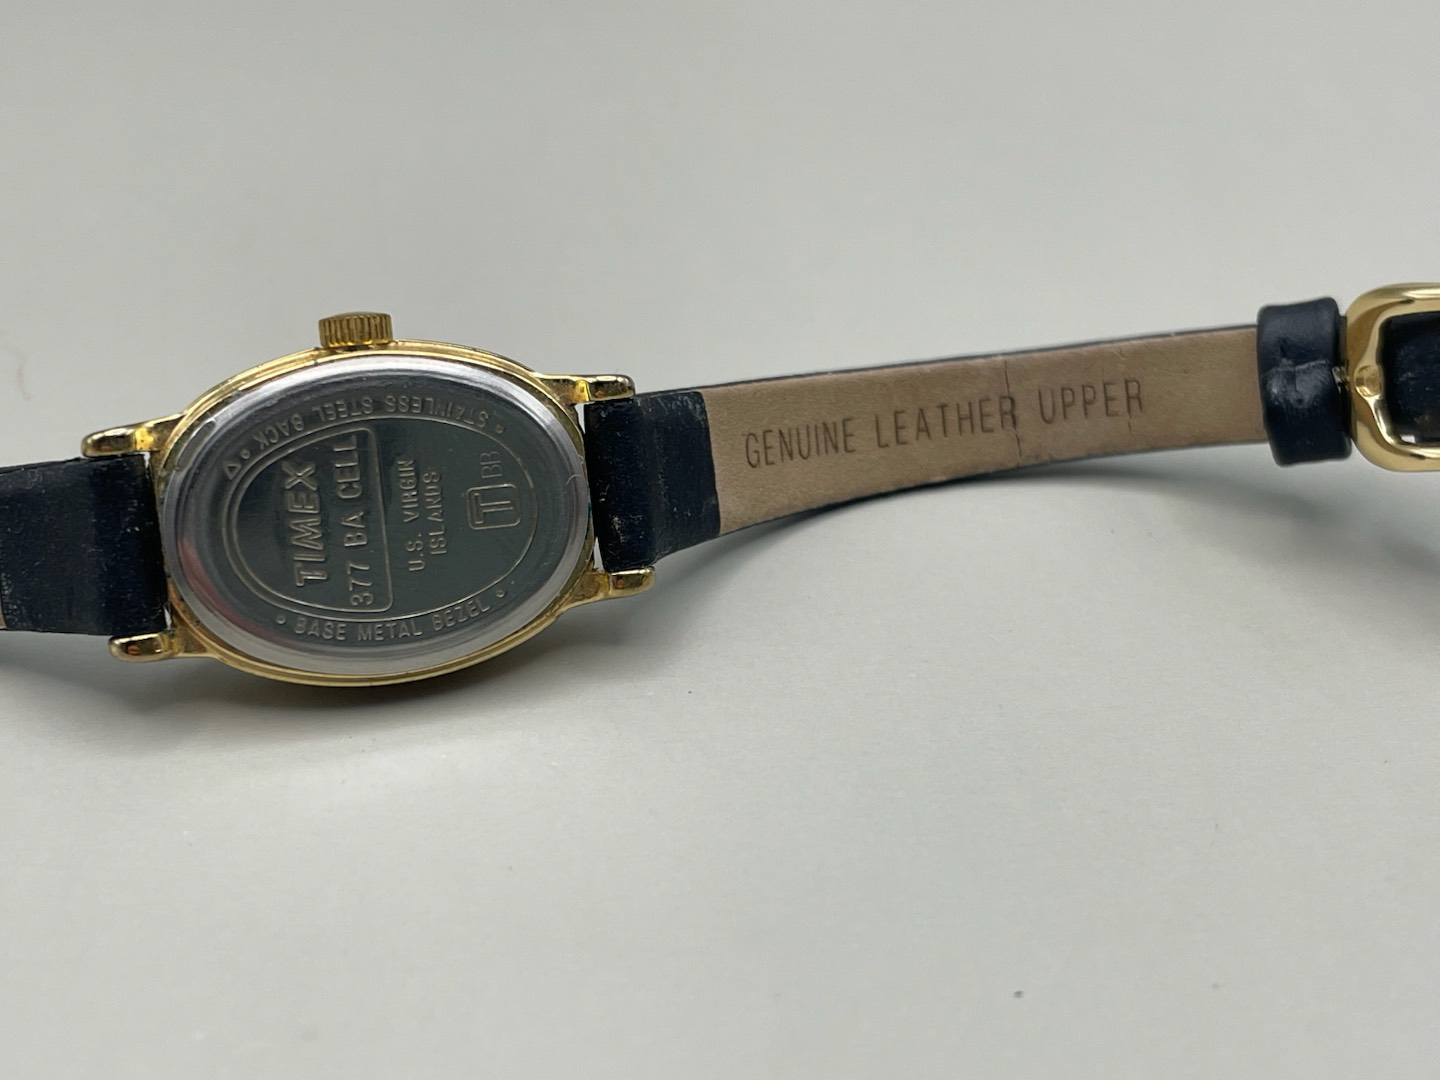 STAINLESS STEEL BACK
TIMEX
377 BA CELL
U.S. VIRGIN
ISLANDS
T BB
BASE METAL BEZEL
GENUINE LEATHER UPPER